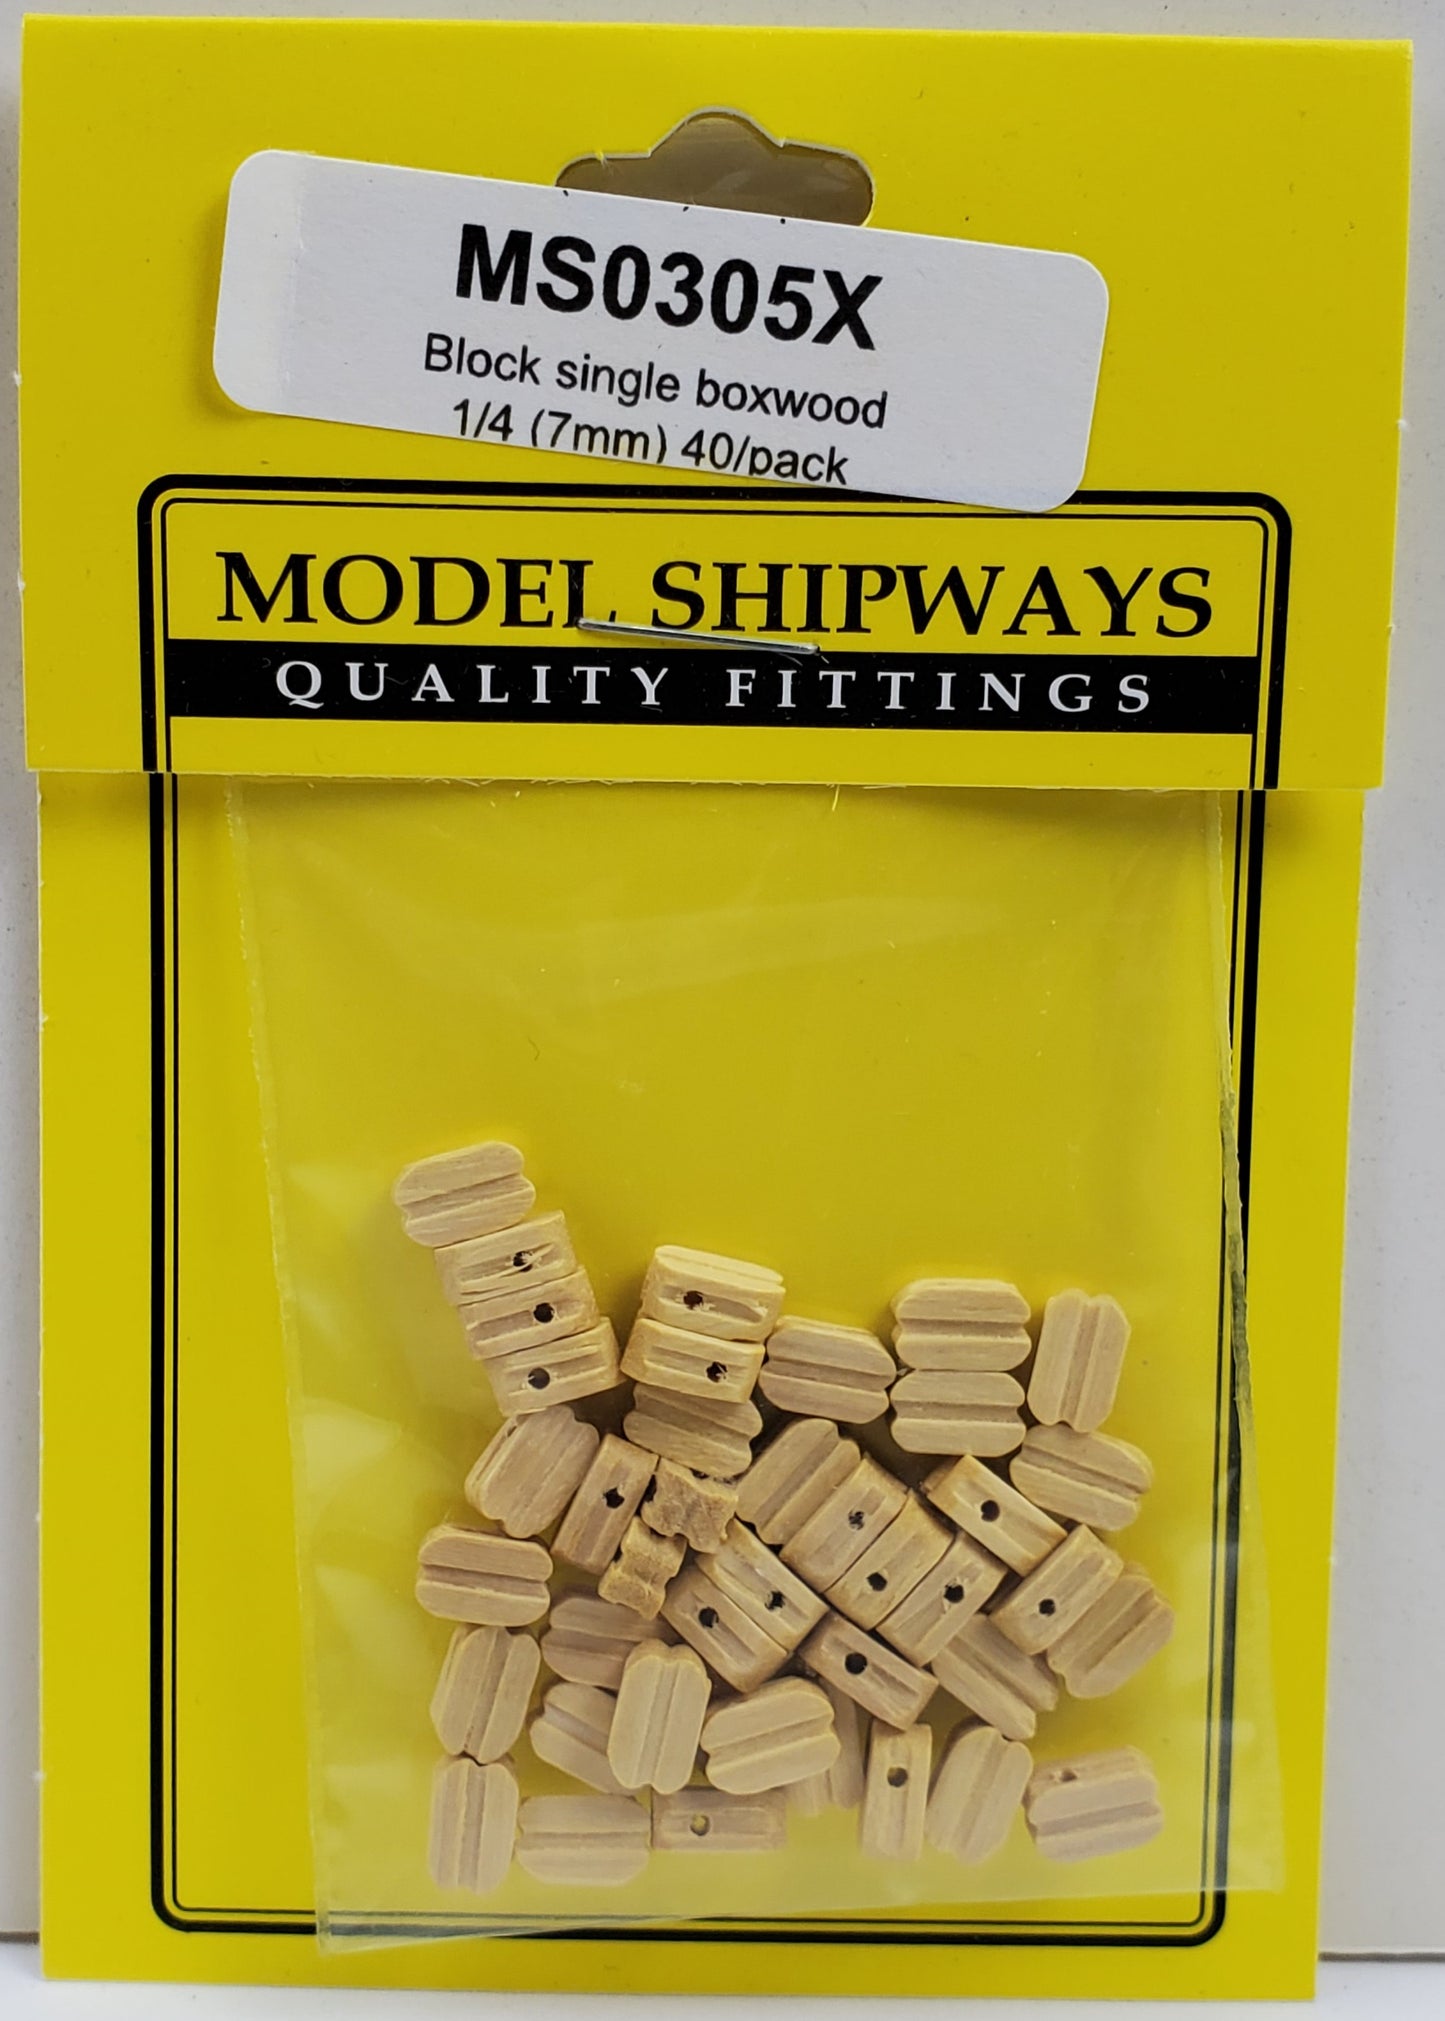 MS0305X
Block single boxwood
1/4 (7mm) 40/pack
MODEL SHIPWAYS
QUALITY FITTINGS